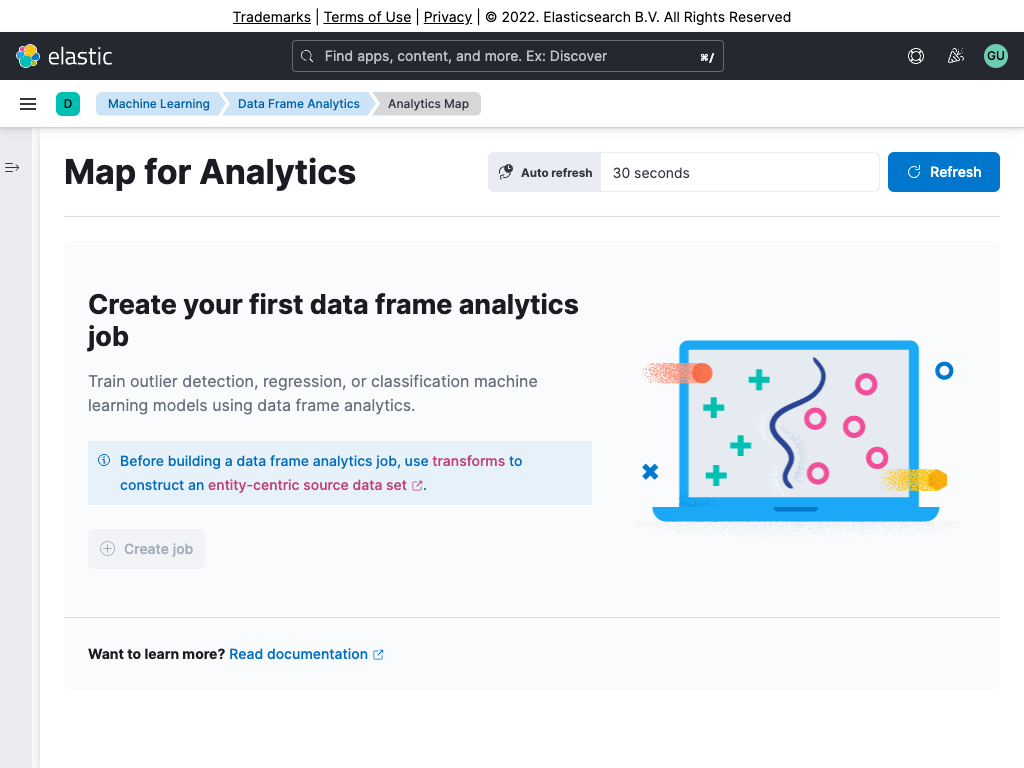 Trademarks | Terms of Use | Privacy | © 2022. Elasticsearch B.V. All Rights Reserved
elastic
Find apps, content, and more. Ex: Discover ⌘/
GU
D
Machine Learning
Data Frame Analytics
Analytics Map
Map for Analytics
Auto refresh
30 seconds
Refresh
Create your first data frame analytics
job
Train outlier detection, regression, or classification machine
learning models using data frame analytics.
Before building a data frame analytics job, use transforms to
construct an entity-centric source data set.
Create job
Want to learn more? Read documentation